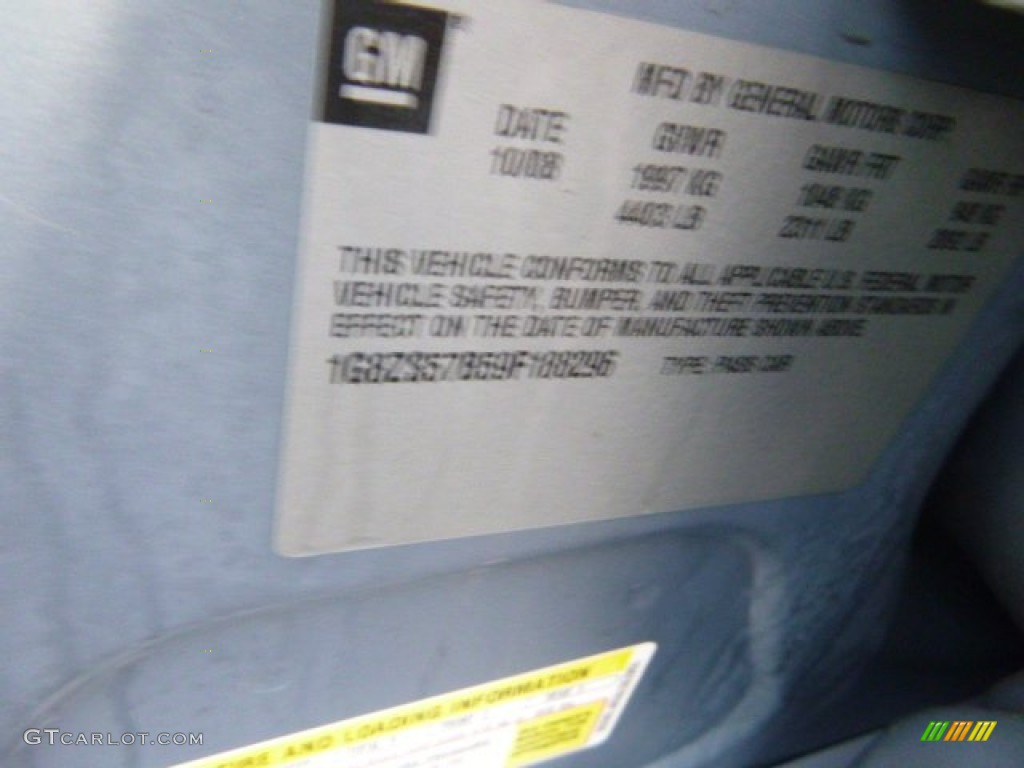 GM
MFD BY GENERAL MOTORS CORP
DATE GVWR GAWR FRT
10/08 1997 KG 1048 KG
4403 LB 2311 LB
THIS VEHICLE CONFORMS TO ALL APPLICABLE U.S. FEDERAL MOTOR
VEHICLE SAFETY, BUMPER, AND THEFT PREVENTION STANDARDS IN
EFFECT ON THE DATE OF MANUFACTURE SHOWN ABOVE.
1G8ZS57B59F188296 TYPE: PASS CAR
TIRE AND LOADING INFORMATION
GTCARLOT.COM